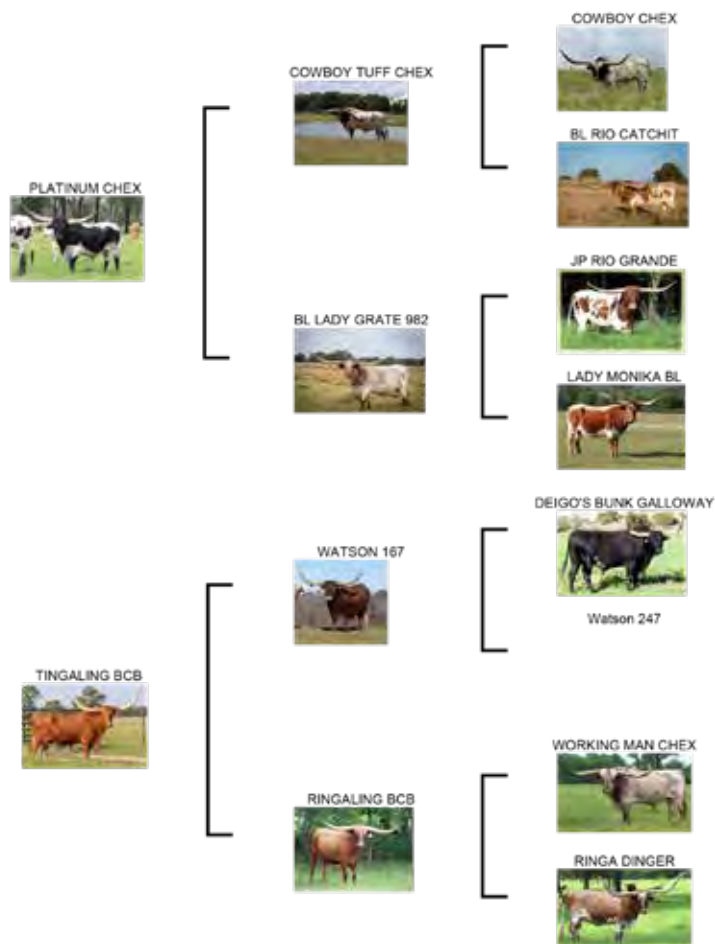 COWBOY CHEX
COWBOY TUFF CHEX
BL RIO CATCHIT
PLATINUM CHEX
JP RIO GRANDE
BL LADY GRATE 982
LADY MONIKA BL
DEIGO'S BUNK GALLOWAY
WATSON 167
Watson 247
TINGALING BCB
WORKING MAN CHEX
RINGALING BCB
RINGA DINGER